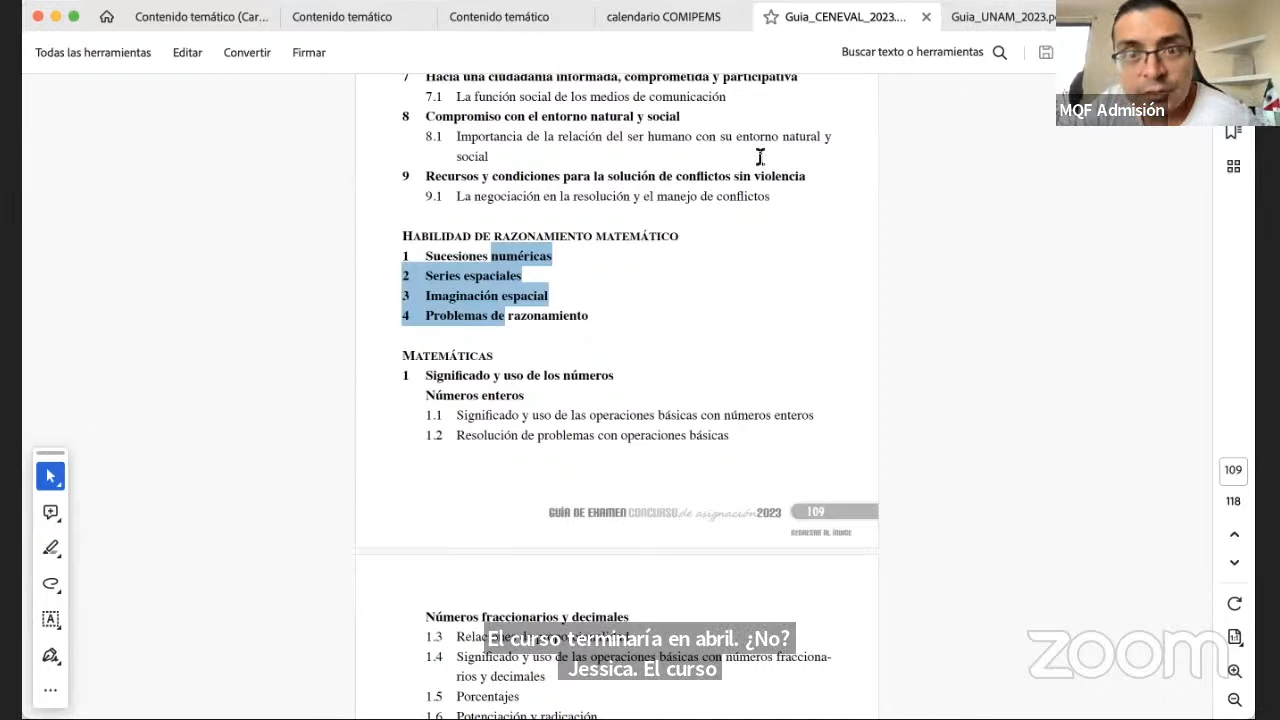 Contenido temático (Car...
Contenido temático
Contenido temático
calendario COMIPEMS
Guia_CENEVAL_2023....
Guia_UNAM_2023.p
Todas las herramientas
Editar
Convertir
Firmar
Buscar texto o herramientas
MQF Admisión
7 Hacia una ciudadanía informada, comprometida y participativa
7.1 La función social de los medios de comunicación
8 Compromiso con el entorno natural y social
8.1 Importancia de la relación del ser humano con su entorno natural y
social
9 Recursos y condiciones para la solución de conflictos sin violencia
9.1 La negociación en la resolución y el manejo de conflictos
HABILIDAD DE RAZONAMIENTO MATEMÁTICO
1 Sucesiones numéricas
2 Series espaciales
3 Imaginación espacial
4 Problemas de razonamiento
MATEMÁTICAS
1 Significado y uso de los números
Números enteros
1.1 Significado y uso de las operaciones básicas con números enteros
1.2 Resolución de problemas con operaciones básicas
GUÍA DE EXAMEN CONCURSO de asignación 2023 109
REGRESAR AL ÍNDICE
109
118
Números fraccionarios y decimales
1.3
El curso terminaría en abril. ¿No?
Jessica. El curso
1.4 Significado y uso de las operaciones básicas con números fracciona-
rios y decimales
1.5 Porcentajes
1.6 Potenciación y radicación
zoom